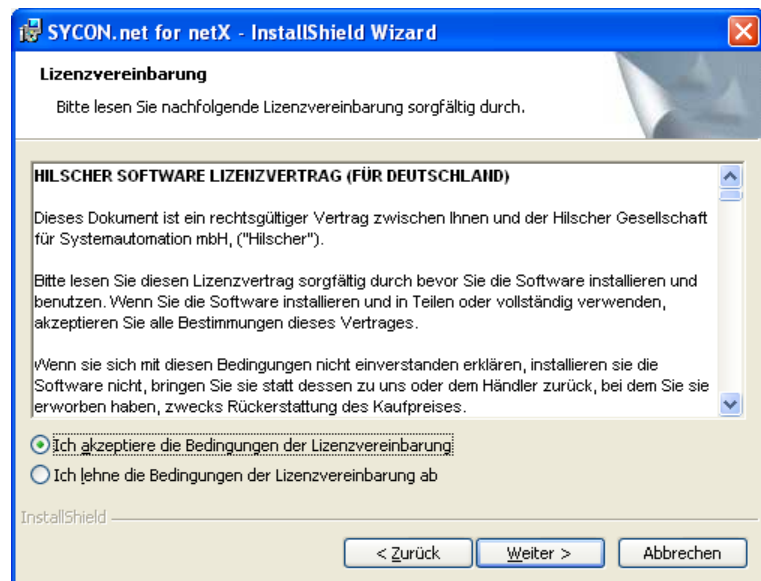 SYCON.net for netX - InstallShield Wizard
Lizenzvereinbarung
Bitte lesen Sie nachfolgende Lizenzvereinbarung sorgfältig durch.
HILSCHER SOFTWARE LIZENZVERTRAG (FÜR DEUTSCHLAND)
Dieses Dokument ist ein rechtsgültiger Vertrag zwischen Ihnen und der Hilscher Gesellschaft
für Systemautomation mbH, ("Hilscher").
Bitte lesen Sie diesen Lizenzvertrag sorgfältig durch bevor Sie die Software installieren und
benutzen. Wenn Sie die Software installieren und in Teilen oder vollständig verwenden,
akzeptieren Sie alle Bestimmungen dieses Vertrages.
Wenn sie sich mit diesen Bedingungen nicht einverstanden erklären, installieren sie die
Software nicht, bringen Sie sie statt dessen zu uns oder dem Händler zurück, bei dem Sie sie
erworben haben, zwecks Rückerstattung des Kaufpreises.
Ich akzeptiere die Bedingungen der Lizenzvereinbarung
Ich lehne die Bedingungen der Lizenzvereinbarung ab
InstallShield
< Zurück Weiter > Abbrechen